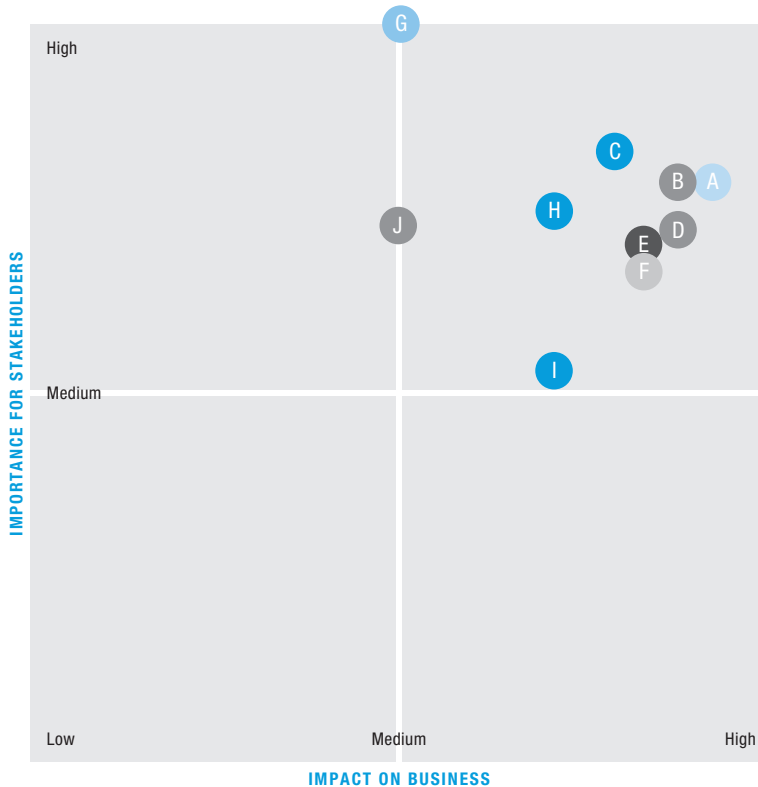 G
High
C
B
A
H
J
D
E
F
I
Medium
IMPORTANCE FOR STAKEHOLDERS
Low
Medium
High
IMPACT ON BUSINESS